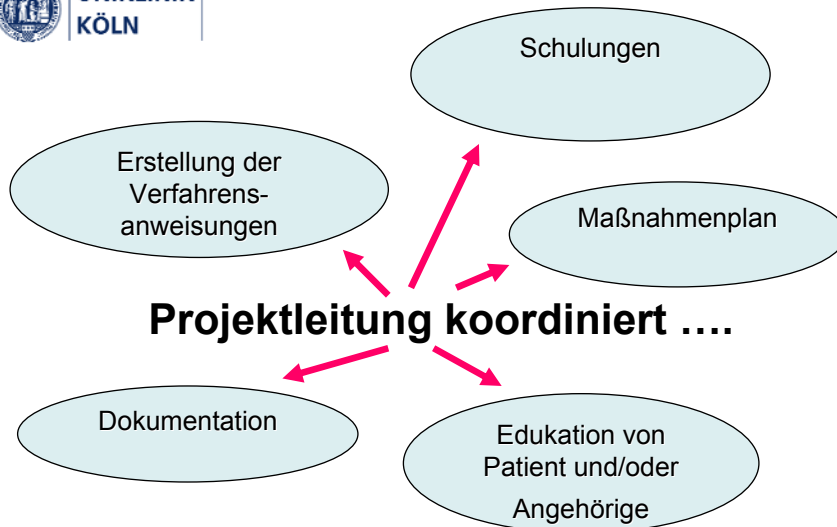 KÖLN
Schulungen
Erstellung der
Verfahrens-
anweisungen
Maßnahmenplan
Projektleitung koordiniert ….
Dokumentation
Edukation von
Patient und/oder
Angehörige